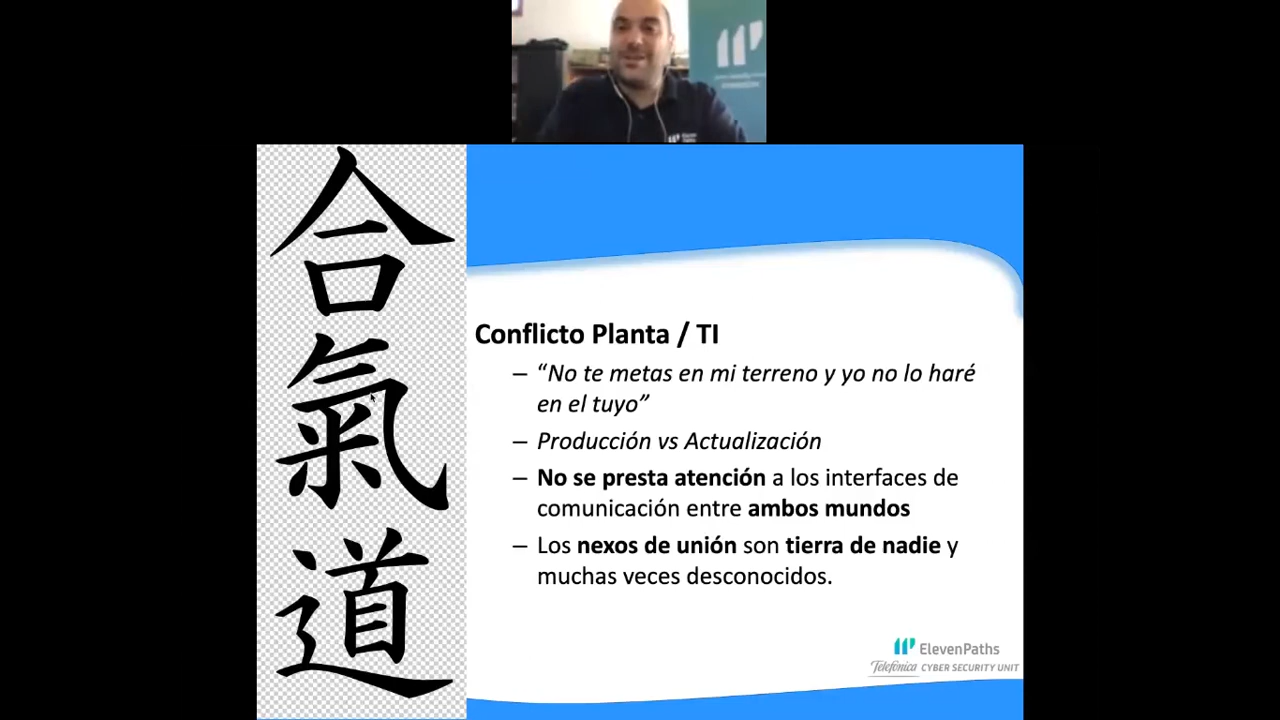 合
氣
道
Conflicto Planta / TI
– “No te metas en mi terreno y yo no lo haré
en el tuyo”
– Producción vs Actualización
– No se presta atención a los interfaces de
comunicación entre ambos mundos
– Los nexos de unión son tierra de nadie y
muchas veces desconocidos.
ElevenPaths
Telefónica CYBER SECURITY UNIT